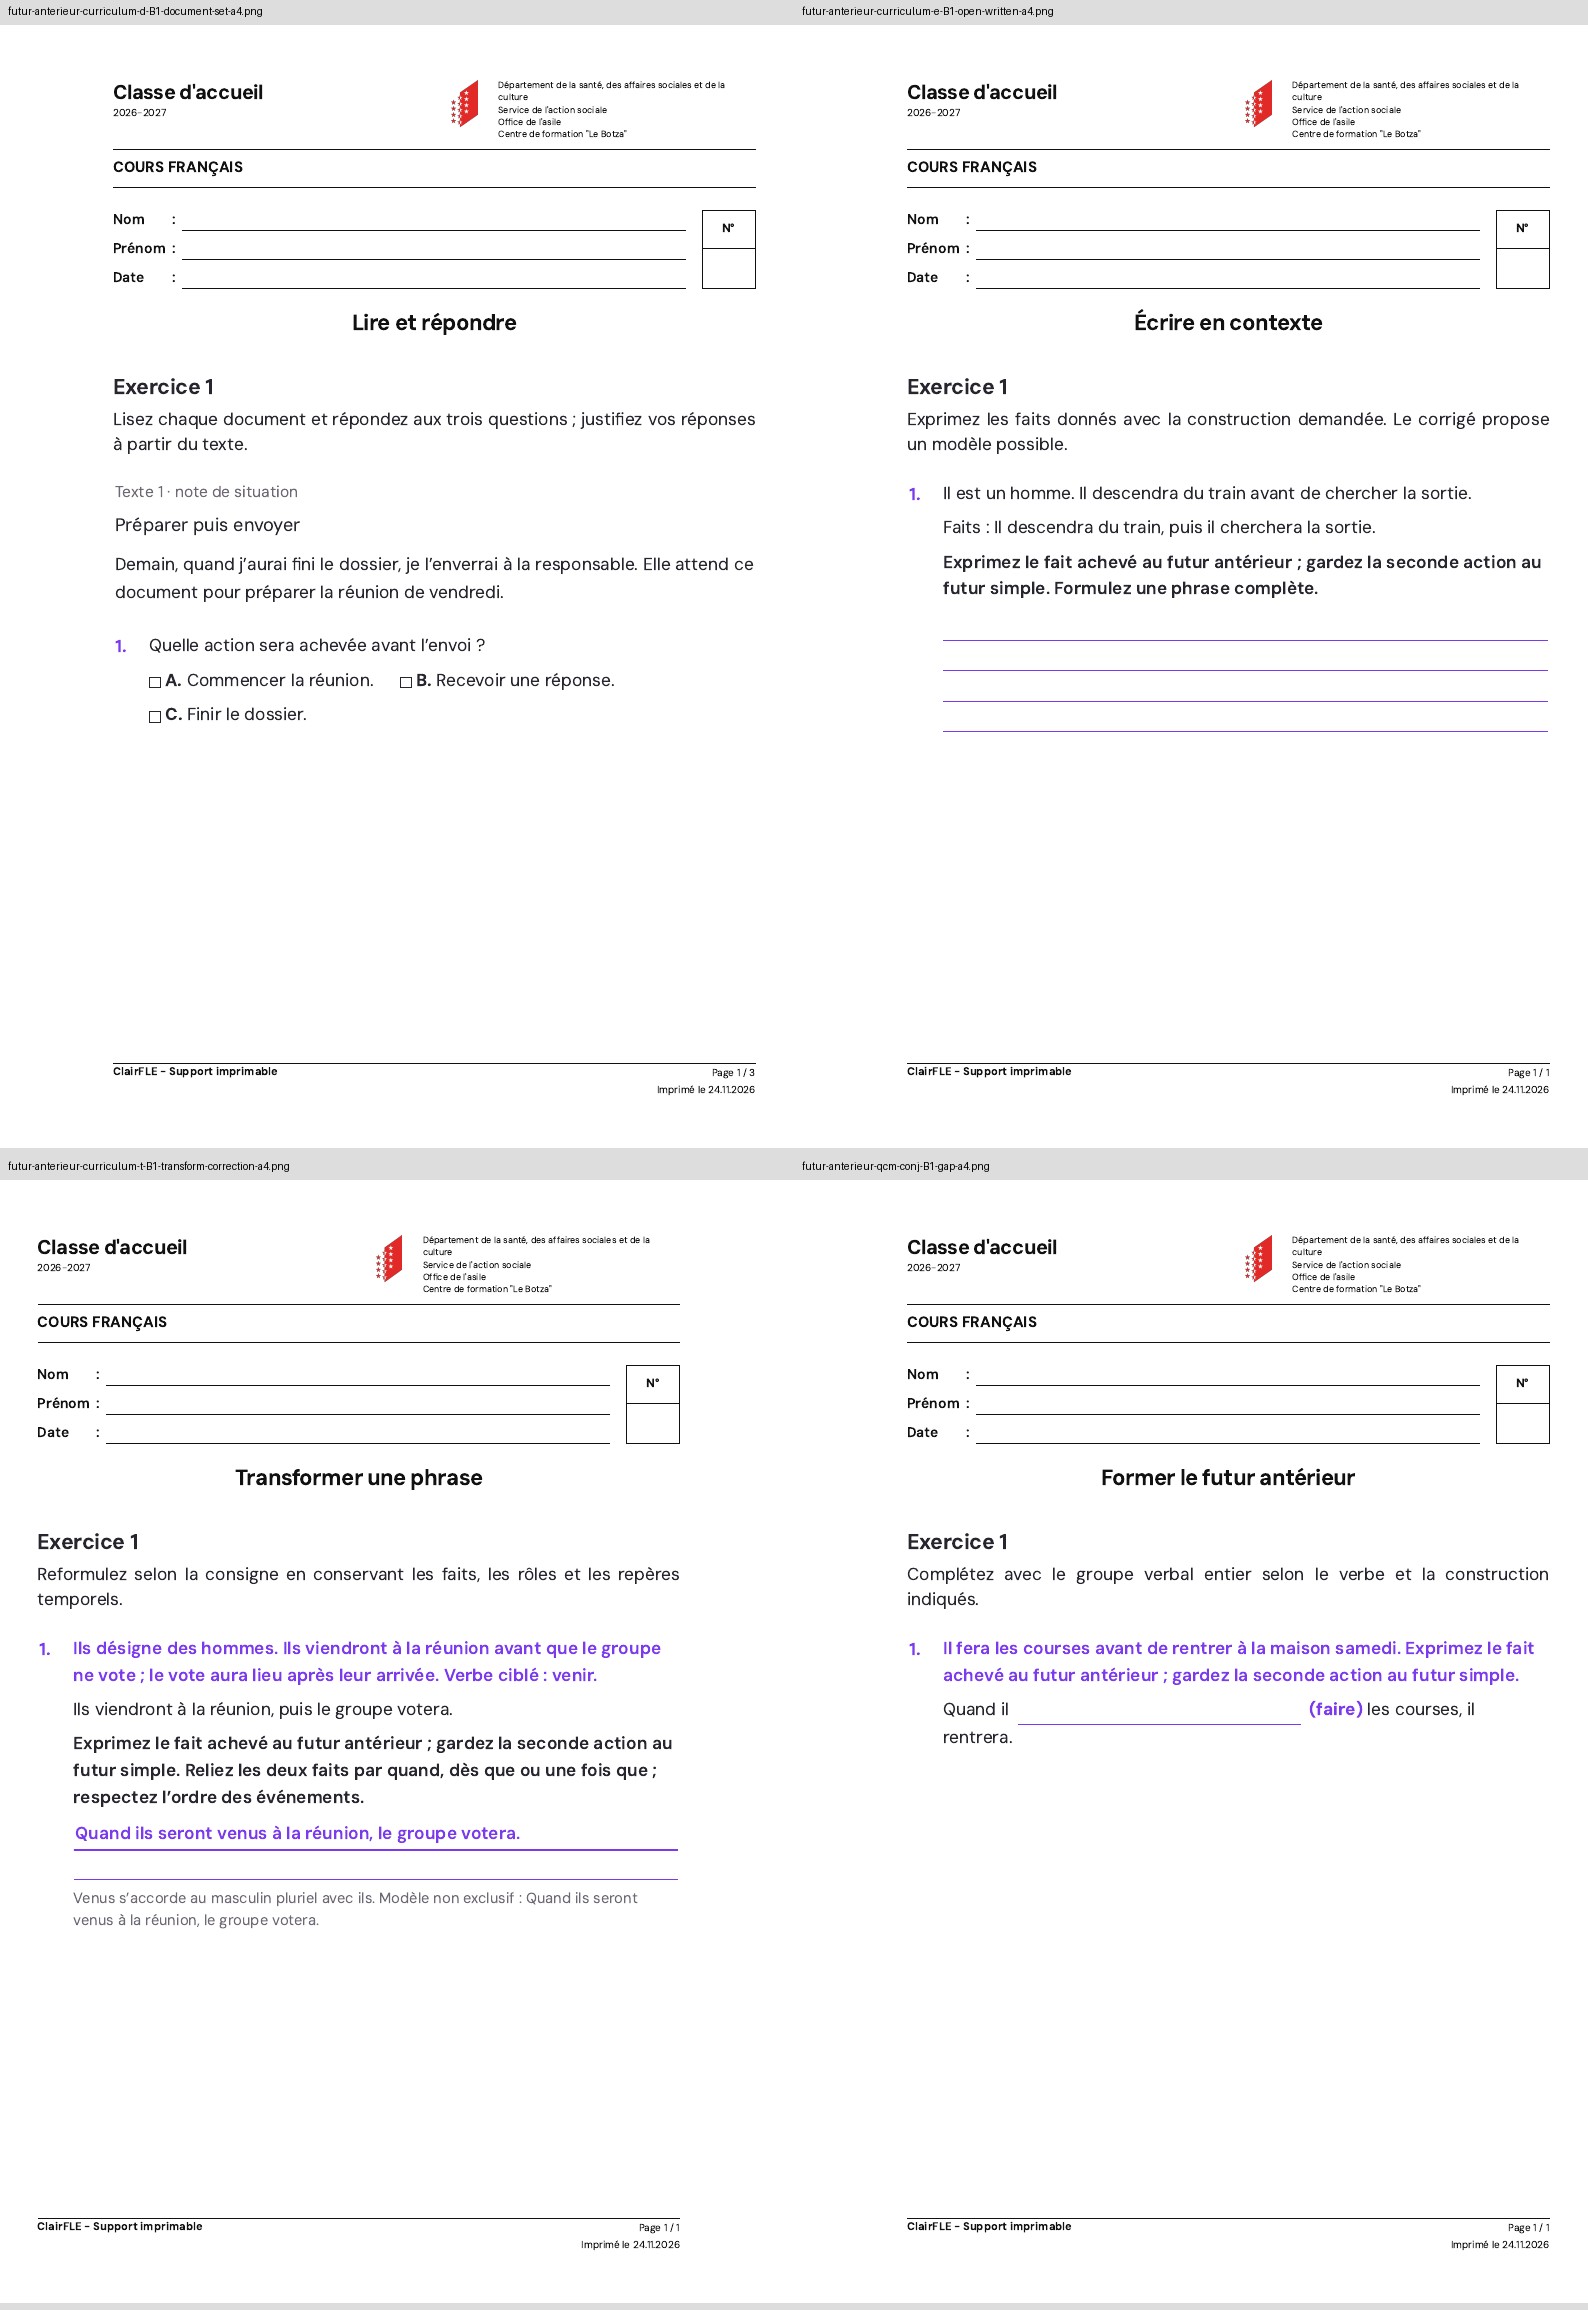 futur-anterieur-curriculum-d-B1-document-set-a4.png
Classe d'accueil
2026-2027
Département de la santé, des affaires sociales et de la
culture
Service de l'action sociale
Office de l'asile
Centre de formation "Le Botza"
COURS FRANÇAIS
Nom :
Prénom :
Date :
N°
Lire et répondre
Exercice 1
Lisez chaque document et répondez aux trois questions ; justifiez vos réponses
à partir du texte.
Texte 1 · note de situation
Préparer puis envoyer
Demain, quand j’aurai fini le dossier, je l’enverrai à la responsable. Elle attend ce
document pour préparer la réunion de vendredi.
1. Quelle action sera achevée avant l’envoi ?
A. Commencer la réunion. B. Recevoir une réponse.
C. Finir le dossier.
ClairFLE - Support imprimable
Page 1 / 3
Imprimé le 24.11.2026
futur-anterieur-curriculum-e-B1-open-written-a4.png
Classe d'accueil
2026-2027
Département de la santé, des affaires sociales et de la
culture
Service de l'action sociale
Office de l'asile
Centre de formation "Le Botza"
COURS FRANÇAIS
Nom :
Prénom :
Date :
N°
Écrire en contexte
Exercice 1
Exprimez les faits donnés avec la construction demandée. Le corrigé propose
un modèle possible.
1. Il est un homme. Il descendra du train avant de chercher la sortie.
Faits : Il descendra du train, puis il cherchera la sortie.
Exprimez le fait achevé au futur antérieur ; gardez la seconde action au
futur simple. Formulez une phrase complète.
ClairFLE - Support imprimable
Page 1 / 1
Imprimé le 24.11.2026
futur-anterieur-curriculum-t-B1-transform-correction-a4.png
Classe d'accueil
2026-2027
Département de la santé, des affaires sociales et de la
culture
Service de l'action sociale
Office de l'asile
Centre de formation "Le Botza"
COURS FRANÇAIS
Nom :
Prénom :
Date :
N°
Transformer une phrase
Exercice 1
Reformulez selon la consigne en conservant les faits, les rôles et les repères
temporels.
1. Ils désigne des hommes. Ils viendront à la réunion avant que le groupe
ne vote ; le vote aura lieu après leur arrivée. Verbe ciblé : venir.
Ils viendront à la réunion, puis le groupe votera.
Exprimez le fait achevé au futur antérieur ; gardez la seconde action au
futur simple. Reliez les deux faits par quand, dès que ou une fois que ;
respectez l’ordre des événements.
Quand ils seront venus à la réunion, le groupe votera.
Venus s’accorde au masculin pluriel avec ils. Modèle non exclusif : Quand ils seront
venus à la réunion, le groupe votera.
ClairFLE - Support imprimable
Page 1 / 1
Imprimé le 24.11.2026
futur-anterieur-qcm-conj-B1-gap-a4.png
Classe d'accueil
2026-2027
Département de la santé, des affaires sociales et de la
culture
Service de l'action sociale
Office de l'asile
Centre de formation "Le Botza"
COURS FRANÇAIS
Nom :
Prénom :
Date :
N°
Former le futur antérieur
Exercice 1
Complétez avec le groupe verbal entier selon le verbe et la construction
indiqués.
1. Il fera les courses avant de rentrer à la maison samedi. Exprimez le fait
achevé au futur antérieur ; gardez la seconde action au futur simple.
Quand il (faire) les courses, il
rentrera.
ClairFLE - Support imprimable
Page 1 / 1
Imprimé le 24.11.2026